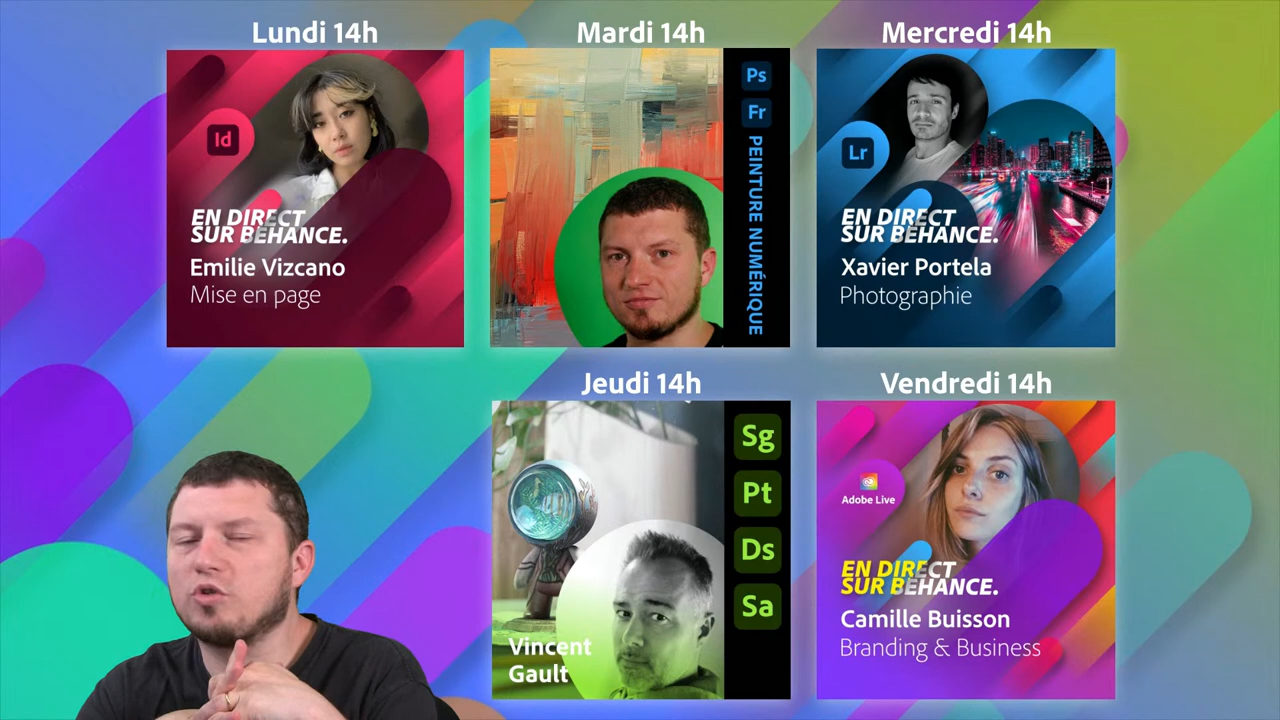 Lundi 14h
Id
EN DIRECT
SUR BEHANCE.
Emilie Vizcano
Mise en page
Mardi 14h
Ps
Fr
PEINTURE NUMÉRIQUE
Mercredi 14h
Lr
EN DIRECT
SUR BEHANCE.
Xavier Portela
Photographie
Jeudi 14h
Sg
Pt
Ds
Sa
Vincent
Gault
Vendredi 14h
Adobe Live
EN DIRECT
SUR BEHANCE.
Camille Buisson
Branding & Business